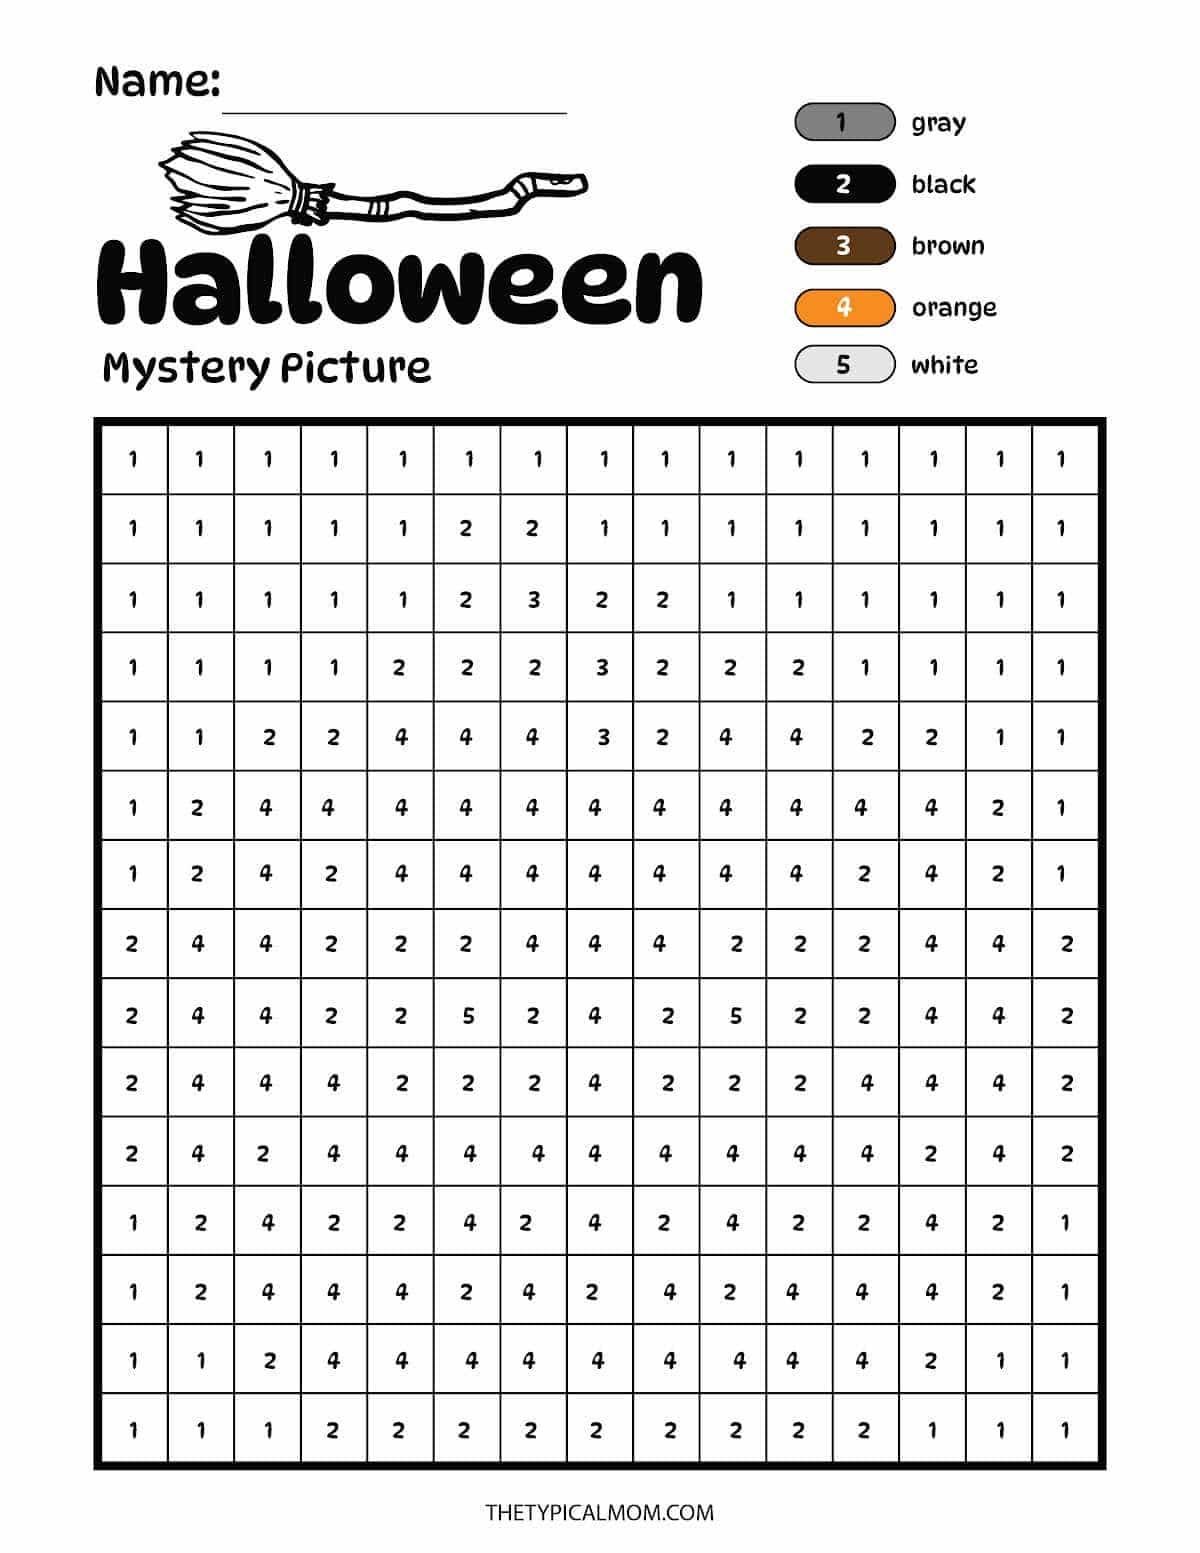 Name:
1 gray
2 black
3 brown
4 orange
5 white
Halloween
Mystery Picture
1 1 1 1 1 1 1 1 1 1 1 1 1 1 1
1 1 1 1 1 2 2 1 1 1 1 1 1 1 1
1 1 1 1 1 2 3 2 2 1 1 1 1 1 1
1 1 1 1 2 2 2 3 2 2 2 1 1 1 1
1 1 2 2 4 4 4 3 2 4 4 2 2 1 1
1 2 4 4 4 4 4 4 4 4 4 4 4 2 1
1 2 4 2 4 4 4 4 4 4 4 2 4 2 1
2 4 4 2 2 2 4 4 4 2 2 2 4 4 2
2 4 4 2 2 5 2 4 2 5 2 2 4 4 2
2 4 4 4 2 2 2 4 2 2 2 4 4 4 2
2 4 2 4 4 4 4 4 4 4 4 4 2 4 2
1 2 4 2 2 4 2 4 2 4 2 2 4 2 1
1 2 4 4 4 2 4 2 4 2 4 4 4 2 1
1 1 2 4 4 4 4 4 4 4 4 4 2 1 1
1 1 1 2 2 2 2 2 2 2 2 2 1 1 1
THETYPICALMOM.COM